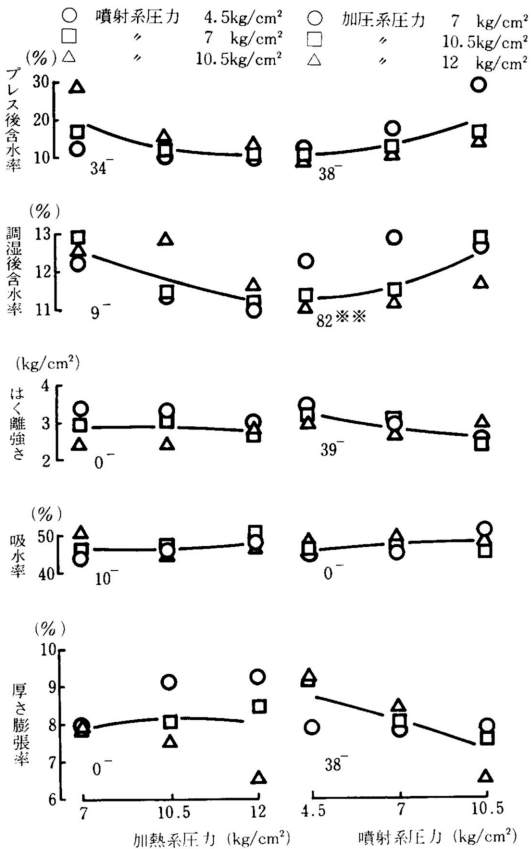 ○ 噴射系圧力 4.5kg/cm² ○ 加圧系圧力 7 kg/cm²
□ 〃 7 kg/cm² □ 〃 10.5kg/cm²
△ 〃 10.5kg/cm² △ 〃 12 kg/cm²
(%)
プレス後含水率
30
20
10
34⁻
38⁻
(%)
調湿後含水率
13
12
11
9⁻
82※※
(kg/cm²)
はく離強さ
4
3
2
0⁻
39⁻
(%)
吸水率
50
40
10⁻
0⁻
(%)
厚さ膨張率
10
9
8
7
6
0⁻
38⁻
7 10.5 12 4.5 7 10.5
加熱系圧力 (kg/cm²) 噴射系圧力 (kg/cm²)